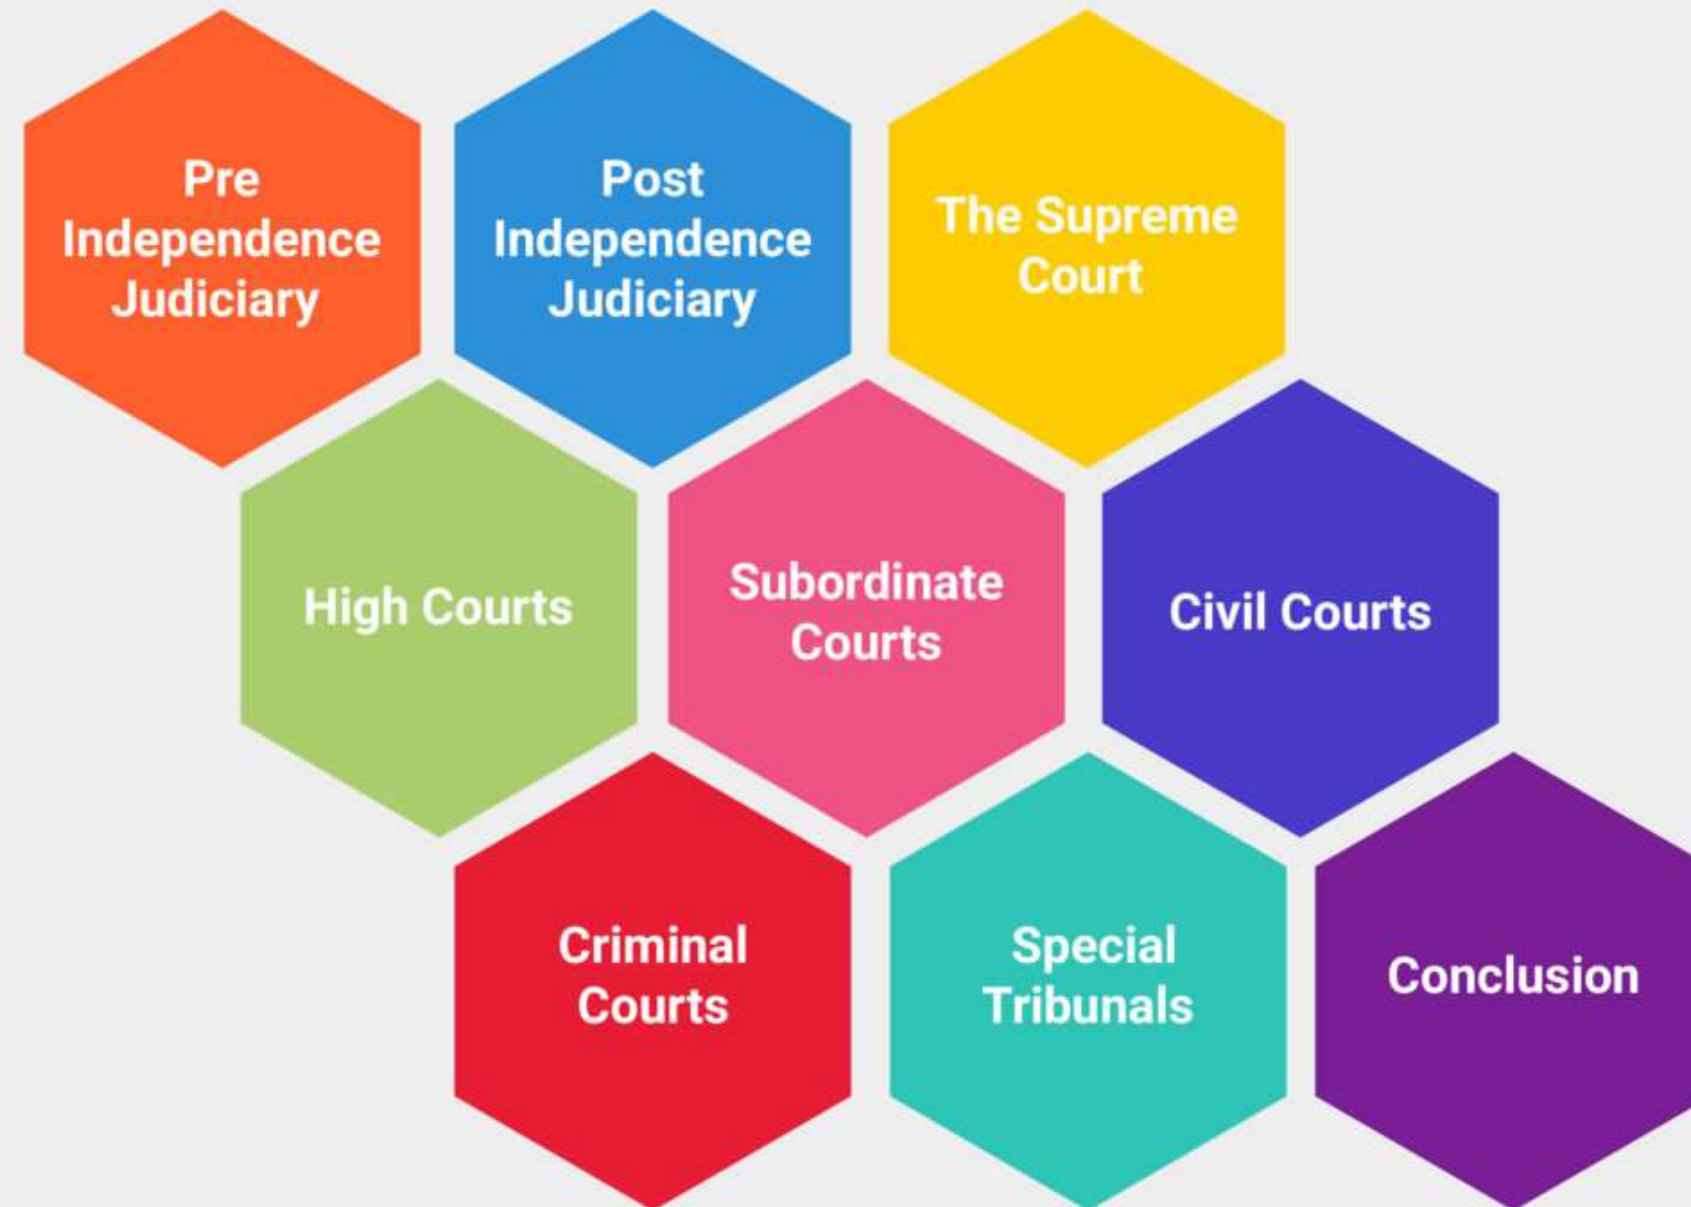 Pre
Independence
Judiciary
Post
Independence
Judiciary
The Supreme
Court
High Courts
Subordinate
Courts
Civil Courts
Criminal
Courts
Special
Tribunals
Conclusion